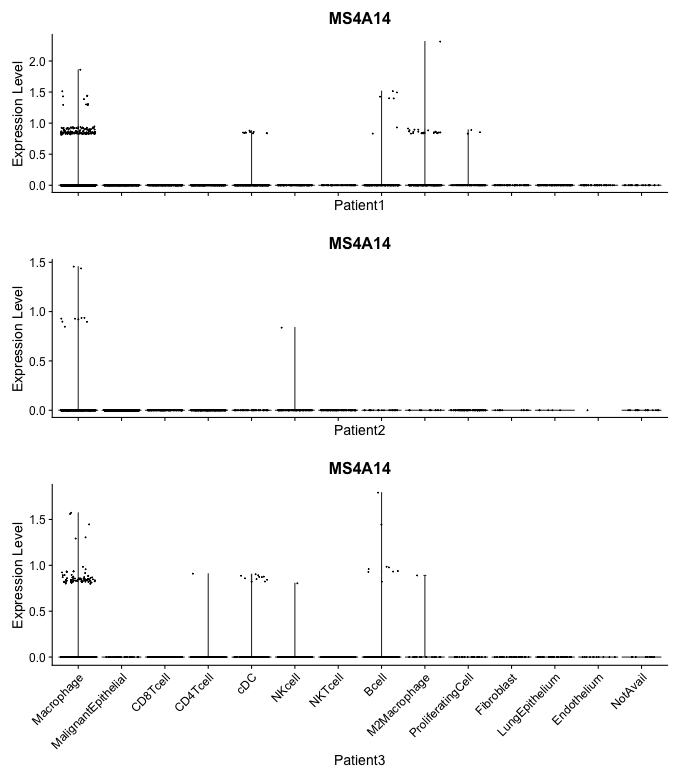 MS4A14
Expression Level
2.0
1.5
1.0
0.5
0.0
Patient1
MS4A14
Expression Level
1.5
1.0
0.5
0.0
Patient2
MS4A14
Expression Level
1.5
1.0
0.5
0.0
Macrophage
MalignantEpithelial
CD8Tcell
CD4Tcell
cDC
NKcell
NKTcell
Bcell
M2Macrophage
ProliferatingCell
Fibroblast
LungEpithelium
Endothelium
NotAvail
Patient3